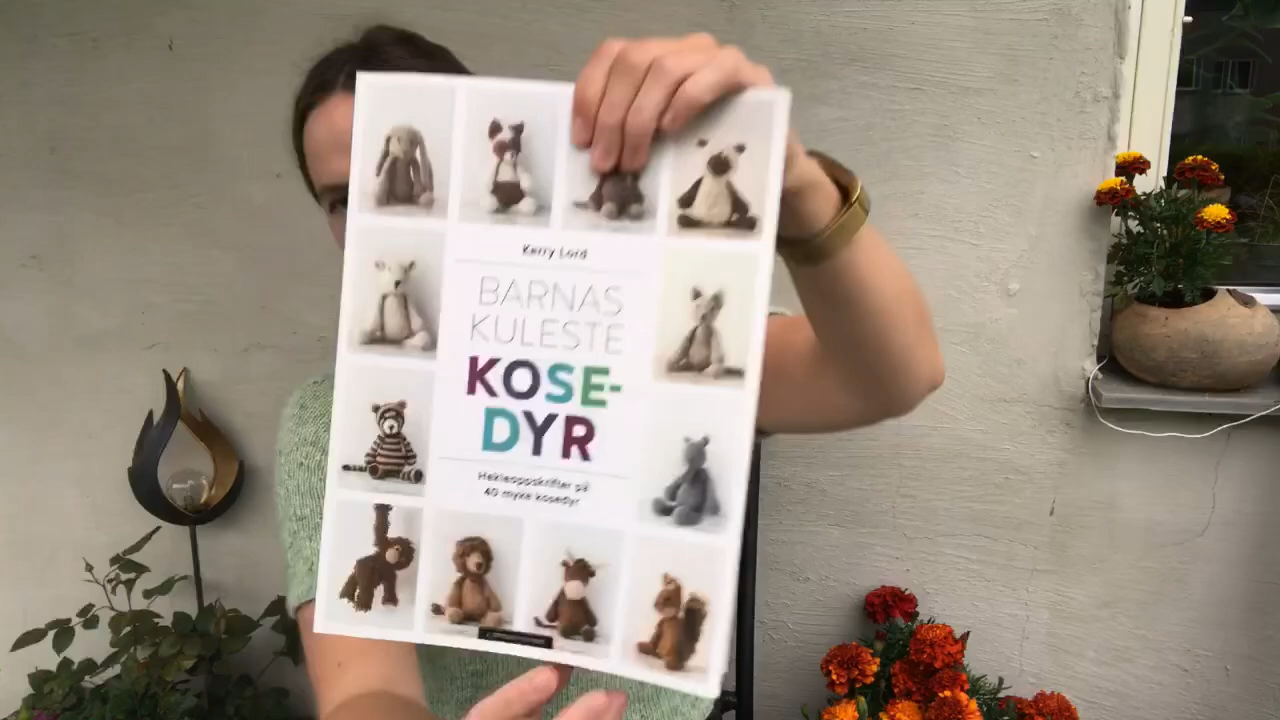 Kerry Lord
BARNAS
KULESTE
KOSE-
DYR
Hekleoppskrifter på
40 myke kosedyr